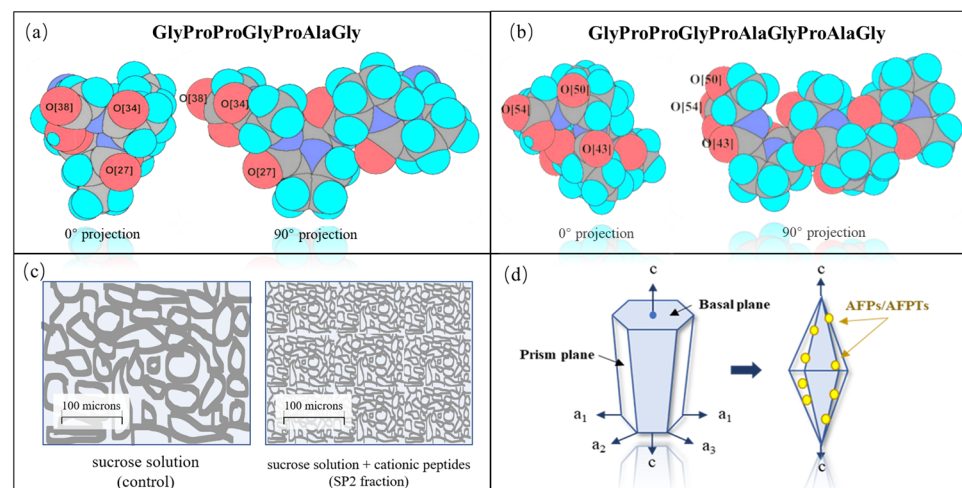 (a)
GlyProProGlyProAlaGly
O[38]
O[34]
O[27]
O[38]
O[34]
O[27]
0° projection
90° projection
(b)
GlyProProGlyProAlaGlyProAlaGly
O[50]
O[54]
O[43]
O[50]
O[54]
O[43]
0° projection
90° projection
(c)
100 microns
100 microns
sucrose solution
(control)
sucrose solution + cationic peptides
(SP2 fraction)
(d)
c
Basal plane
Prism plane
a1
a1
a2
a3
c
c
AFPs/AFPTs
c